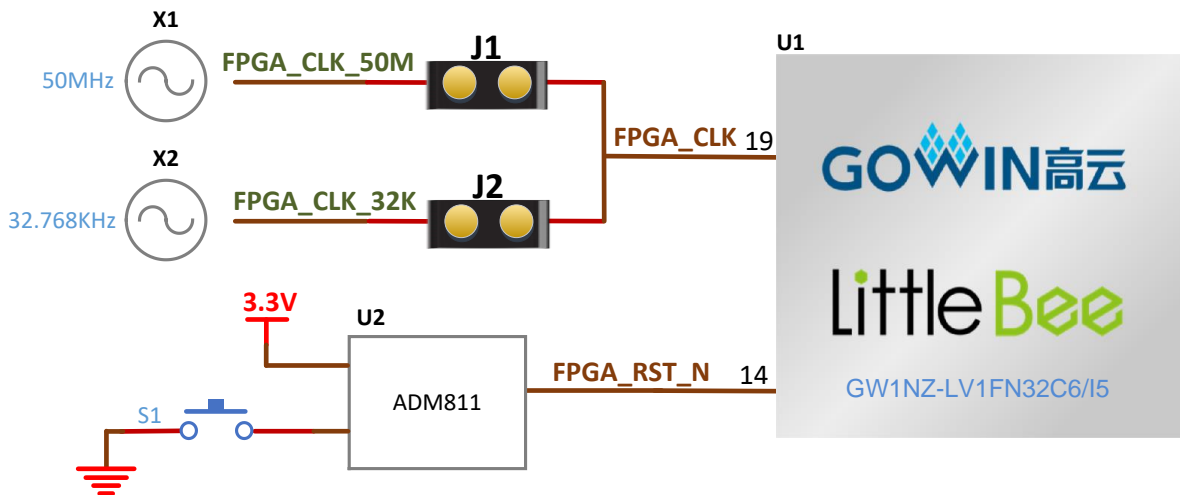 X1
50MHz
FPGA_CLK_50M
J1
U1
FPGA_CLK
19
GOWIN高云
X2
32.768KHz
FPGA_CLK_32K
J2
LittleBee
3.3V
U2
ADM811
FPGA_RST_N
14
GW1NZ-LV1FN32C6/I5
S1